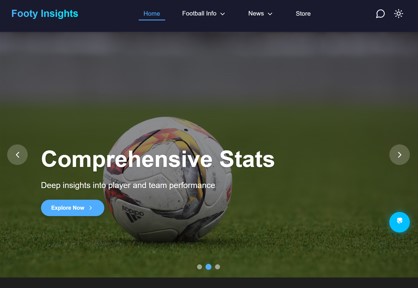 Footy Insights
Home
Football Info
News
Store
Comprehensive Stats
Deep insights into player and team performance
Explore Now